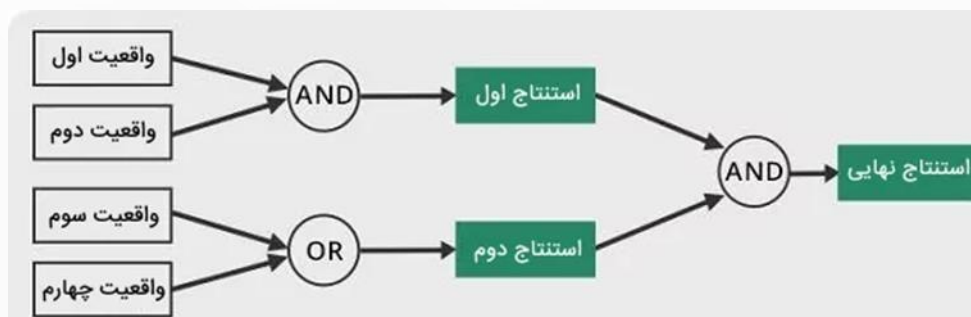 واقعیت اول
واقعیت دوم
AND
استنتاج اول
واقعیت سوم
واقعیت چهارم
OR
استنتاج دوم
AND
استنتاج نهایی